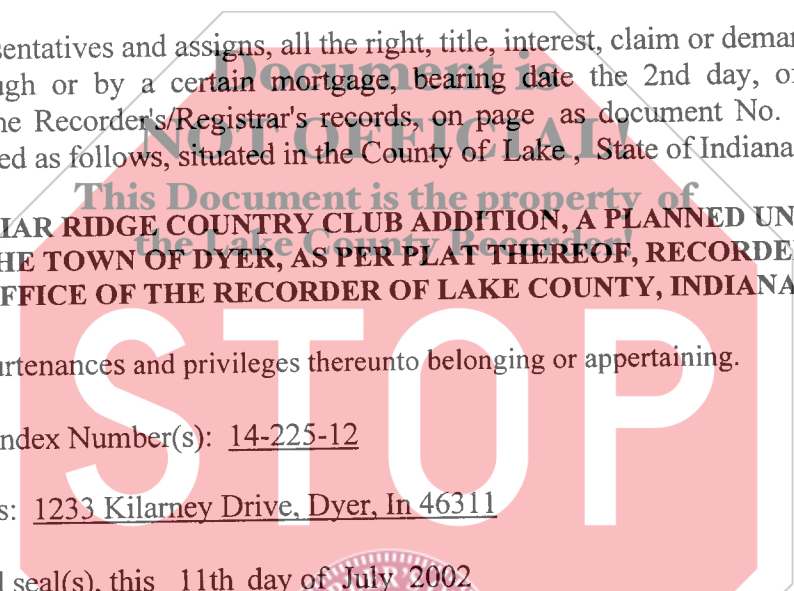 sentatives and assigns, all the right, title, interest, claim or deman
Document is
ugh or by a certain mortgage, bearing date the 2nd day, of
he Recorder's/Registrar's records, on page as document No.
NOT OFFICIAL!
ed as follows, situated in the County of Lake , State of Indiana
This Document is the property of
IAR RIDGE COUNTRY CLUB ADDITION, A PLANNED UN
the Lake County Recorder!
HE TOWN OF DYER, AS PER PLAT THEREOF, RECORDE
FFICE OF THE RECORDER OF LAKE COUNTY, INDIANA
urtenances and privileges thereunto belonging or appertaining.
STOP
ndex Number(s): 14-225-12
s: 1233 Kilarney Drive, Dyer, In 46311
l seal(s), this 11th day of July 2002